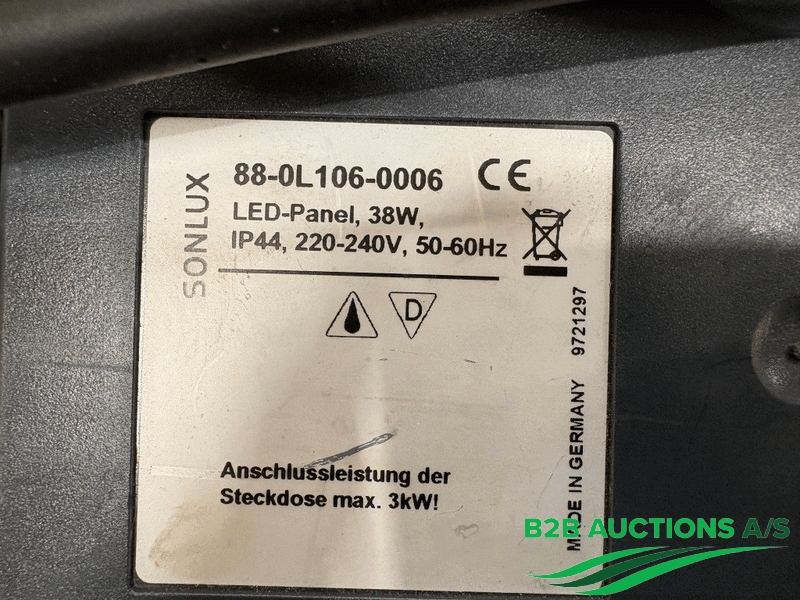 SONLUX
88-0L106-0006 CE
LED-Panel, 38W,
IP44, 220-240V, 50-60Hz
D
9721297
MADE IN GERMANY
Anschlussleistung der
Steckdose max. 3kW!
B2B AUCTIONS A/S